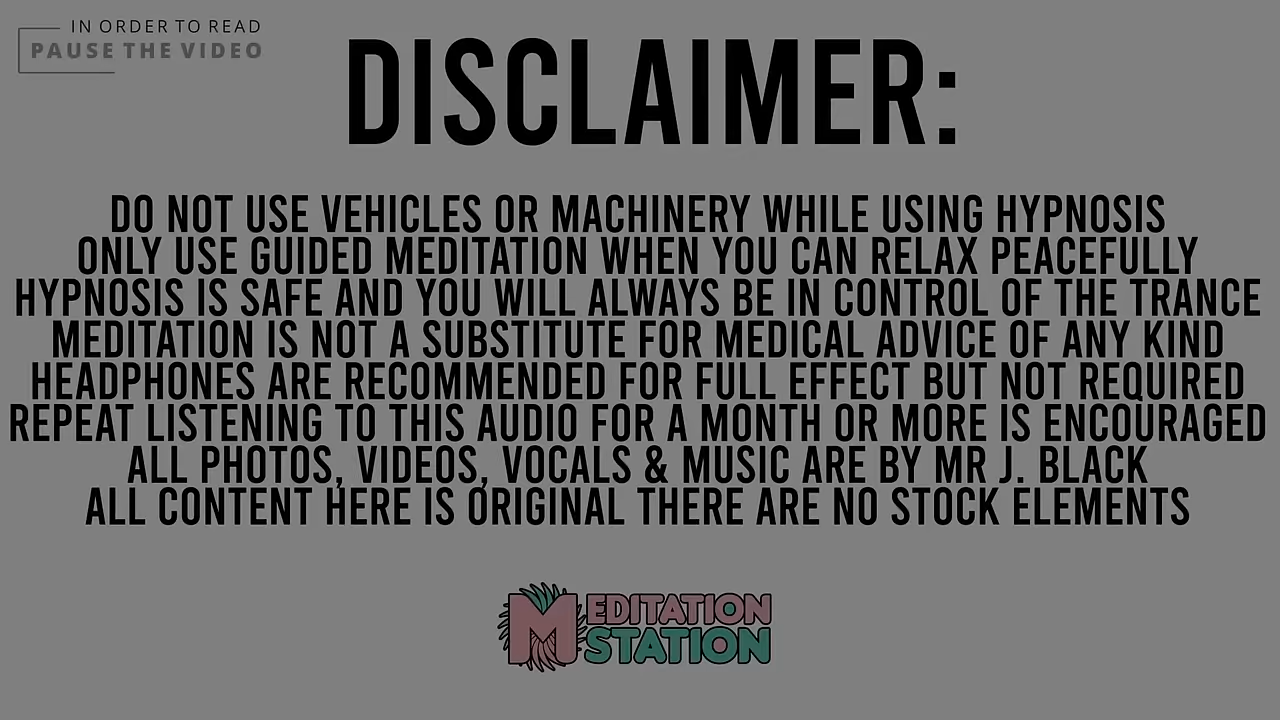 IN ORDER TO READ
PAUSE THE VIDEO
DISCLAIMER:
DO NOT USE VEHICLES OR MACHINERY WHILE USING HYPNOSIS
ONLY USE GUIDED MEDITATION WHEN YOU CAN RELAX PEACEFULLY
HYPNOSIS IS SAFE AND YOU WILL ALWAYS BE IN CONTROL OF THE TRANCE
MEDITATION IS NOT A SUBSTITUTE FOR MEDICAL ADVICE OF ANY KIND
HEADPHONES ARE RECOMMENDED FOR FULL EFFECT BUT NOT REQUIRED
REPEAT LISTENING TO THIS AUDIO FOR A MONTH OR MORE IS ENCOURAGED
ALL PHOTOS, VIDEOS, VOCALS & MUSIC ARE BY MR J. BLACK
ALL CONTENT HERE IS ORIGINAL THERE ARE NO STOCK ELEMENTS
MEDITATION
STATION